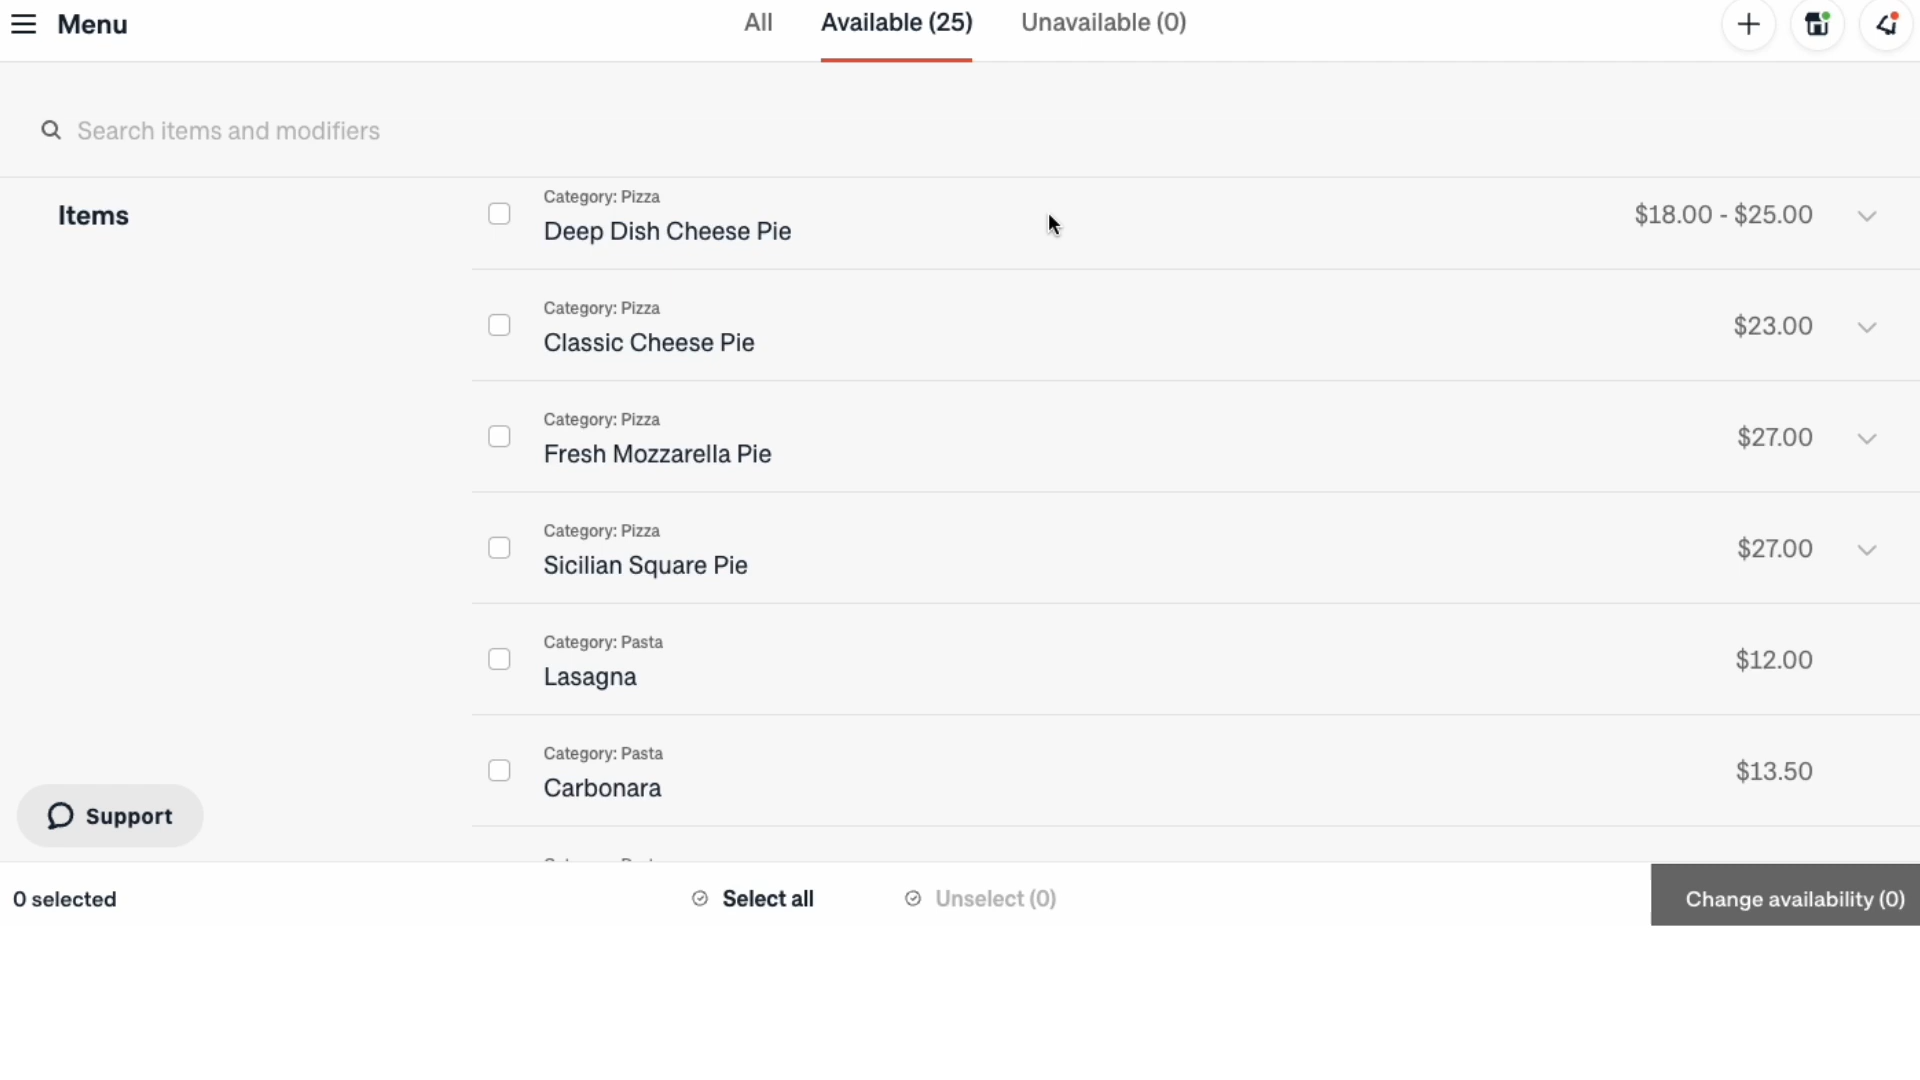 Menu
All
Available (25)
Unavailable (0)
Search items and modifiers
Items
Category: Pizza
Deep Dish Cheese Pie
$18.00 - $25.00
Category: Pizza
Classic Cheese Pie
$23.00
Category: Pizza
Fresh Mozzarella Pie
$27.00
Category: Pizza
Sicilian Square Pie
$27.00
Category: Pasta
Lasagna
$12.00
Category: Pasta
Carbonara
$13.50
Support
0 selected
Select all
Unselect (0)
Change availability (0)